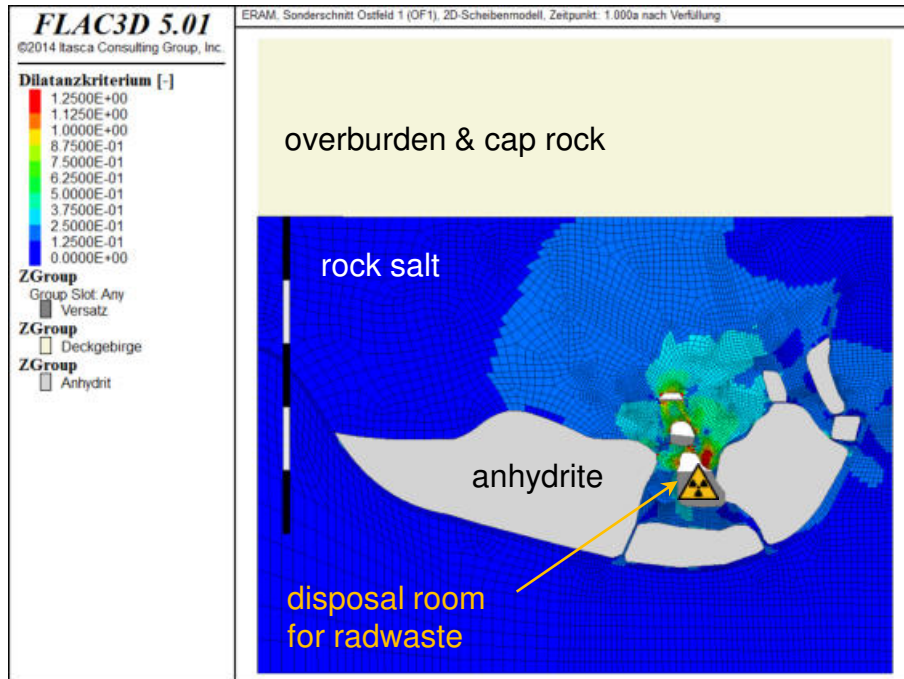 FLAC3D 5.01
©2014 Itasca Consulting Group, Inc.
Dilatanzkriterium [-]
1.2500E+00
1.1250E+00
1.0000E+00
8.7500E-01
7.5000E-01
6.2500E-01
5.0000E-01
3.7500E-01
2.5000E-01
1.2500E-01
0.0000E+00
ZGroup
Group Slot: Any
Versatz
ZGroup
Deckgebirge
ZGroup
Anhydrit
ERAM, Sonderschnitt Ostfeld 1 (OF1), 2D-Scheibenmodell, Zeitpunkt: 1.000a nach Verfüllung
overburden & cap rock
rock salt
anhydrite
disposal room
for radwaste